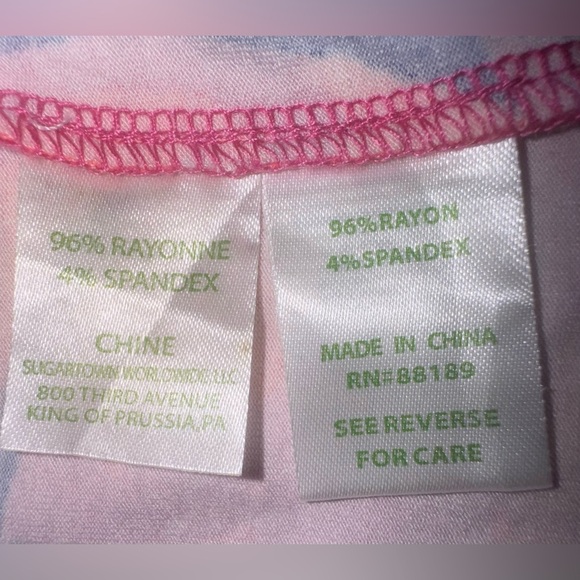 96% RAYONNE
4% SPANDEX
CHINE
SUGARTOWN WORLDWIDE, LLC
800 THIRD AVENUE
KING OF PRUSSIA, PA
96%RAYON
4%SPANDEX
MADE IN CHINA
RN#88189
SEE REVERSE
FOR CARE